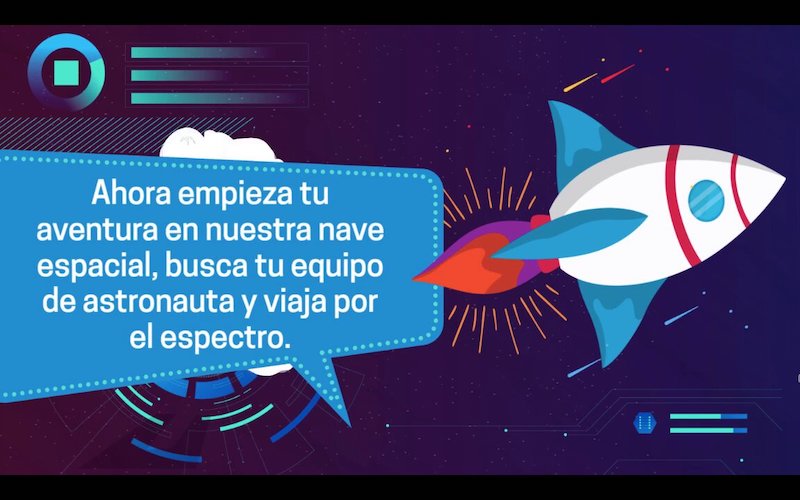 Ahora empieza tu
aventura en nuestra nave
espacial, busca tu equipo
de astronauta y viaja por
el espectro.